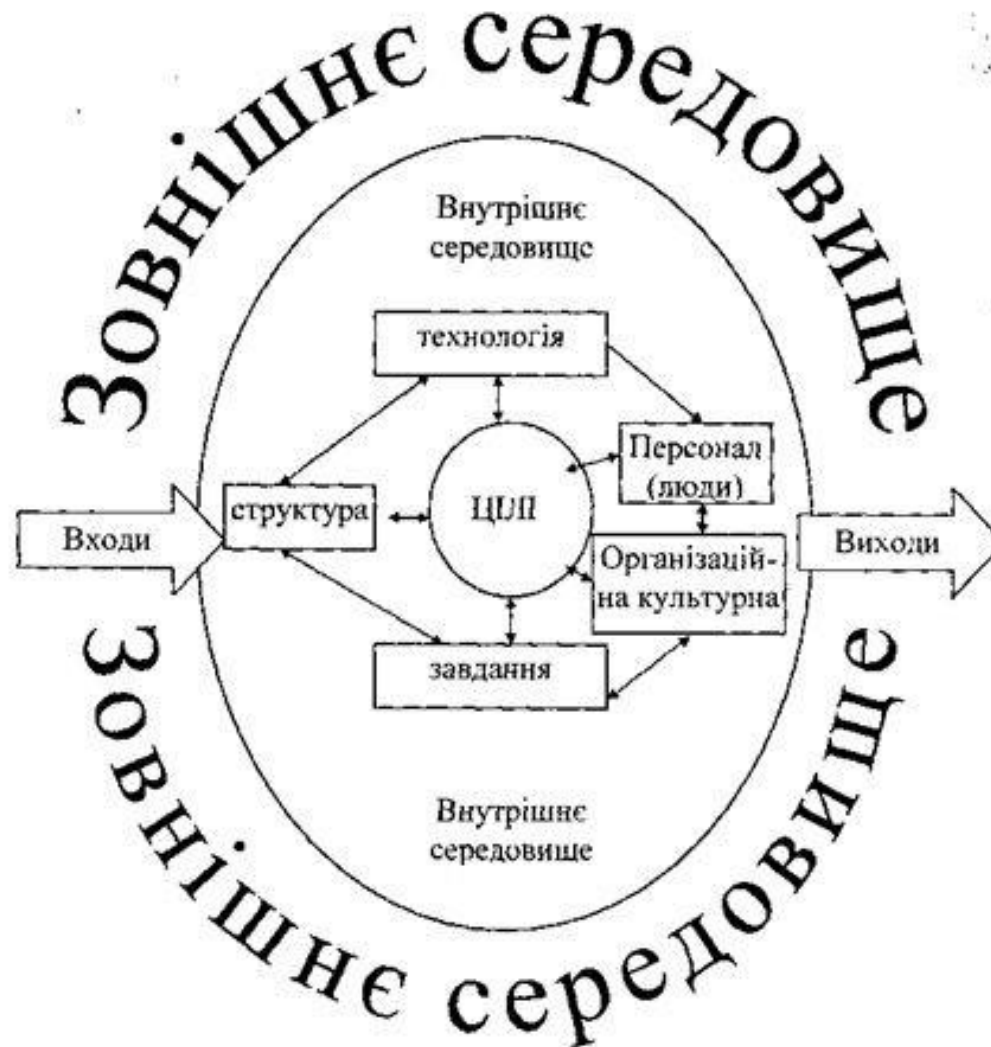 Зовнішнє середовище
Внутрішнє
середовище
технологія
Персонал
(люди)
структура
ЦІЛІ
Входи
Виходи
Організацій-
на культурна
завдання
Внутрішнє
середовище
Зовнішнє середовище